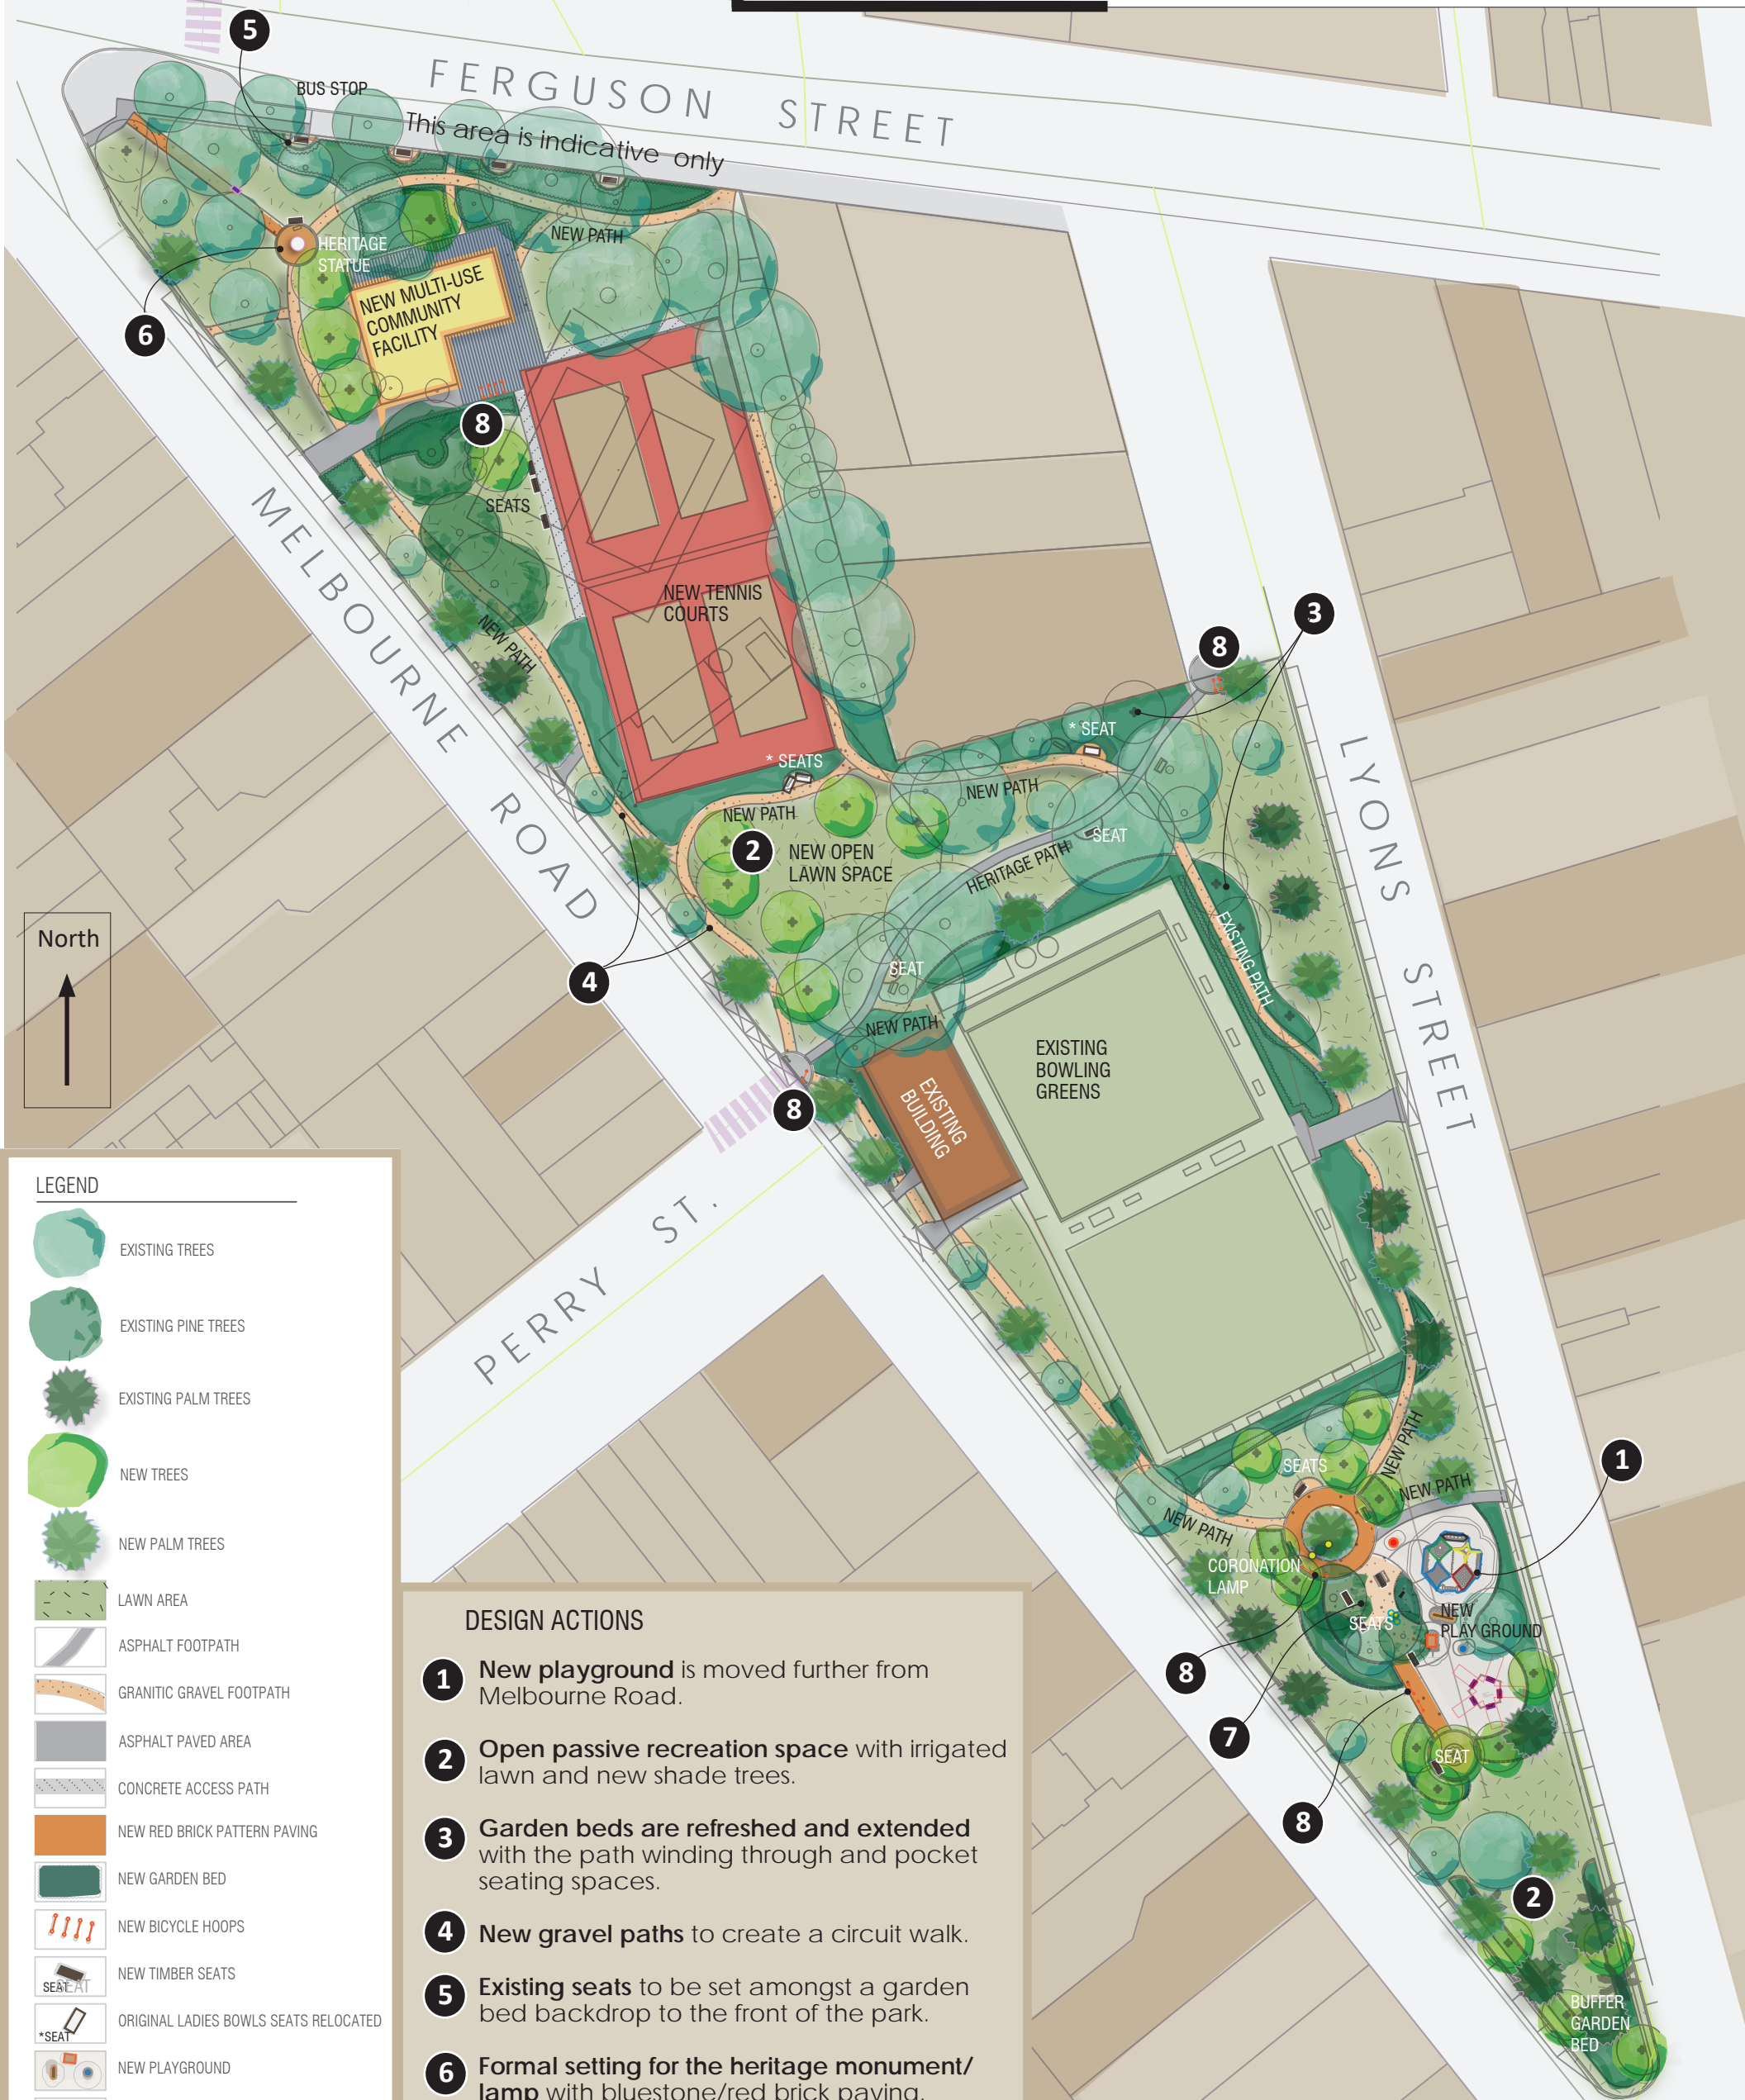 5
BUS STOP
FERGUSON STREET
This area is indicative only
NEW PATH
HERITAGE
STATUE
6
NEW MULTI-USE
COMMUNITY
FACILITY
8
SEATS
MELBOURNE ROAD
NEW TENNIS
COURTS
NEW PATH
3
8
* SEAT
* SEATS
NEW PATH
NEW PATH
2
NEW OPEN
LAWN SPACE
SEAT
HERITAGE PATH
LYONS STREET
EXISTING PATH
North
4
SEAT
NEW PATH
EXISTING
BOWLING
GREENS
EXISTING
BUILDING
8
PERRY ST.
SEATS
NEW PATH
NEW PATH
1
NEW PATH
CORONATION
LAMP
SEATS
NEW
PLAY GROUND
8
7
SEAT
8
2
BUFFER
GARDEN
BED
LEGEND
EXISTING TREES
EXISTING PINE TREES
EXISTING PALM TREES
NEW TREES
NEW PALM TREES
LAWN AREA
ASPHALT FOOTPATH
GRANITIC GRAVEL FOOTPATH
ASPHALT PAVED AREA
CONCRETE ACCESS PATH
NEW RED BRICK PATTERN PAVING
NEW GARDEN BED
NEW BICYCLE HOOPS
SEAT SEAT
NEW TIMBER SEATS
*SEAT
ORIGINAL LADIES BOWLS SEATS RELOCATED
NEW PLAYGROUND
DESIGN ACTIONS
1 New playground is moved further from
Melbourne Road.
2 Open passive recreation space with irrigated
lawn and new shade trees.
3 Garden beds are refreshed and extended
with the path winding through and pocket
seating spaces.
4 New gravel paths to create a circuit walk.
5 Existing seats to be set amongst a garden
bed backdrop to the front of the park.
6 Formal setting for the heritage monument/
lamp with bluestone/red brick paving.